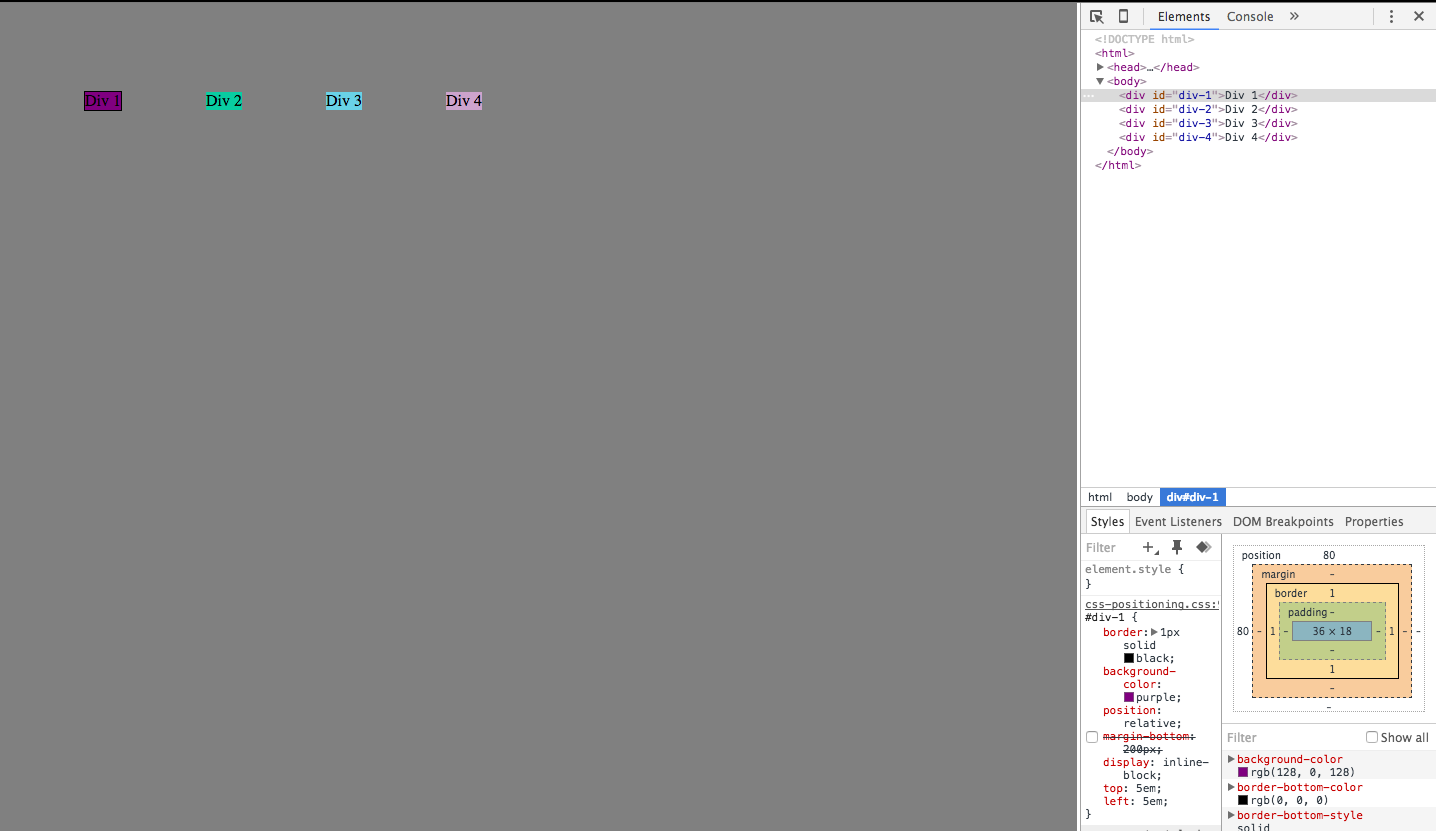 Div 1 Div 2 Div 3 Div 4
Elements Console »
<!DOCTYPE html>
<html>
<head>…</head>
<body>
<div id="div-1">Div 1</div>
<div id="div-2">Div 2</div>
<div id="div-3">Div 3</div>
<div id="div-4">Div 4</div>
</body>
</html>
html body div#div-1
Styles Event Listeners DOM Breakpoints Properties
Filter
element.style {
}
css-positioning.css:
#div-1 {
border: 1px
solid
black;
background-
color:
purple;
position:
relative;
margin-bottom:
200px;
display: inline-
block;
top: 5em;
left: 5em;
}
position 80
margin -
border 1
padding -
80 - 1 - 36 × 18 - 1 - -
-
1
-
-
Filter Show all
background-color
rgb(128, 0, 128)
border-bottom-color
rgb(0, 0, 0)
border-bottom-style
solid